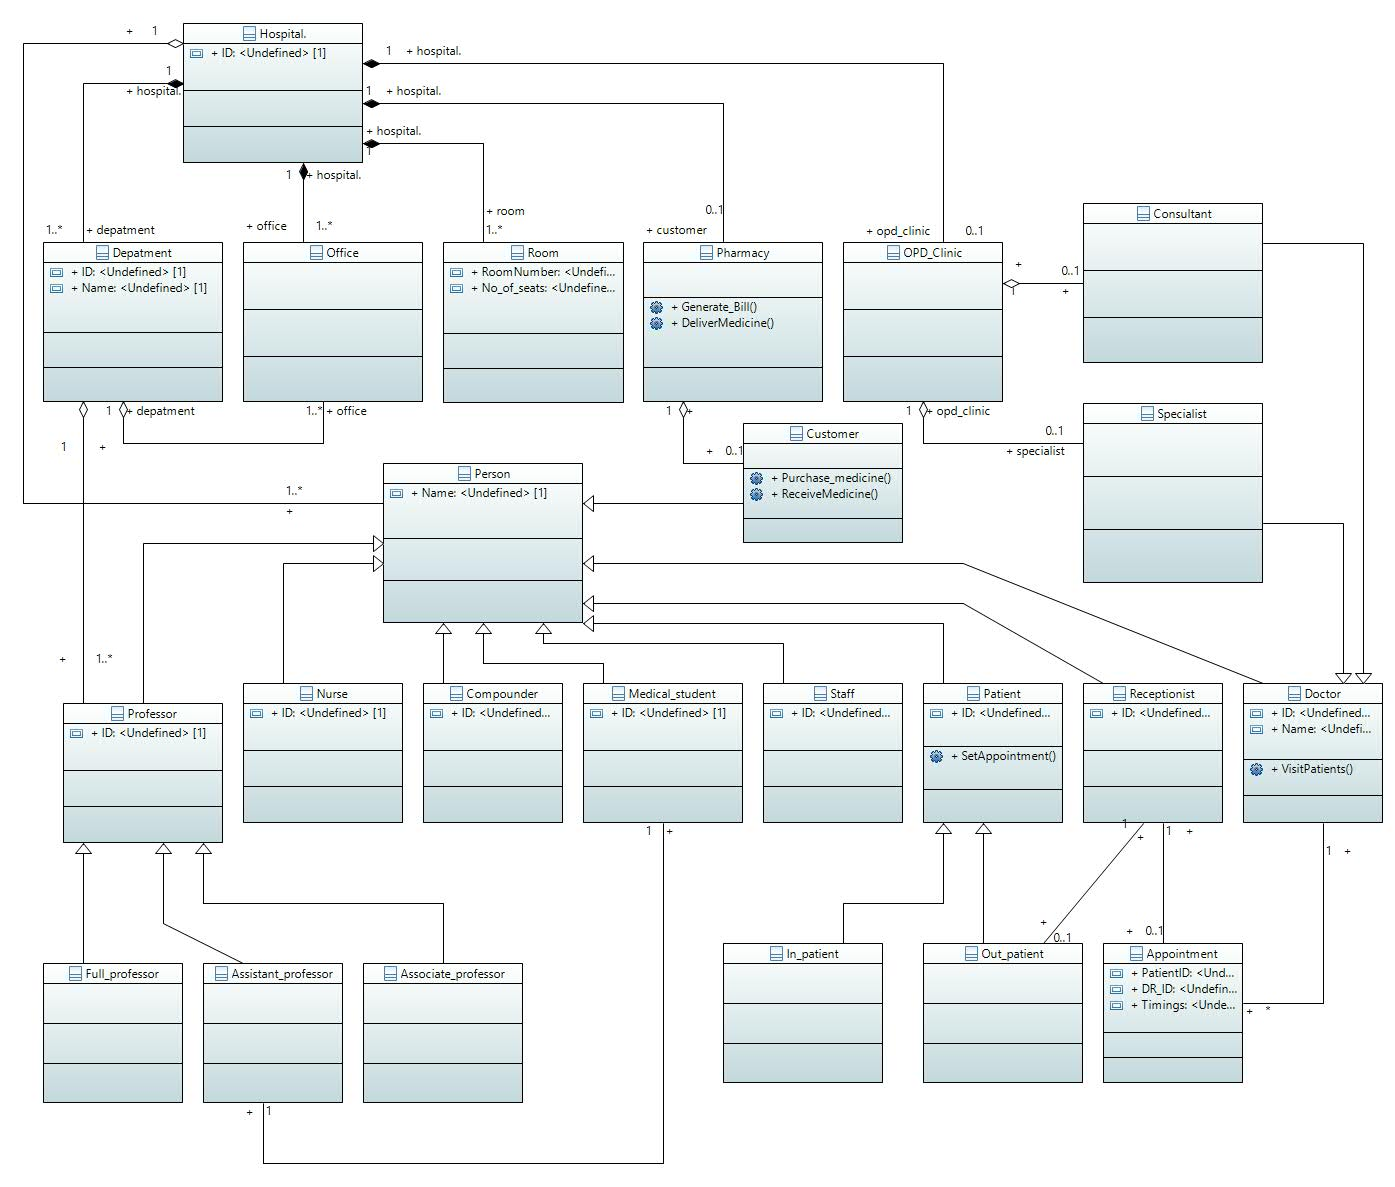 Hospital.
+ ID: <Undefined> [1]
+ 1
1
+ hospital.
1 + hospital.
1 + hospital.
+ hospital.
1
1 + hospital.
1..* + depatment
+ office 1..*
+ room
1..*
0..1
+ customer
+ opd_clinic 0..1
Depatment
+ ID: <Undefined> [1]
+ Name: <Undefined> [1]
Office
Room
+ RoomNumber: <Undefi...
+ No_of_seats: <Undefine...
Pharmacy
+ Generate_Bill()
+ DeliverMedicine()
OPD_Clinic
Consultant
+
1
0..1
+
1 + depatment
1
+
1..* + office
1 +
+ 0..1
1 + opd_clinic
0..1
+ specialist
Specialist
Customer
+ Purchase_medicine()
+ ReceiveMedicine()
Person
+ Name: <Undefined> [1]
1..*
+
+ 1..*
Professor
+ ID: <Undefined> [1]
Nurse
+ ID: <Undefined> [1]
Compounder
+ ID: <Undefined...
Medical_student
+ ID: <Undefined> [1]
Staff
+ ID: <Undefined...
Patient
+ ID: <Undefined...
+ SetAppointment()
Receptionist
+ ID: <Undefined...
Doctor
+ ID: <Undefined...
+ Name: <Undefi...
+ VisitPatients()
1 +
1
+
1 +
1 +
+
0..1
+ 0..1
Full_professor
Assistant_professor
Associate_professor
In_patient
Out_patient
Appointment
+ PatientID: <Und...
+ DR_ID: <Undefin...
+ Timings: <Unde...
+ *
+ 1